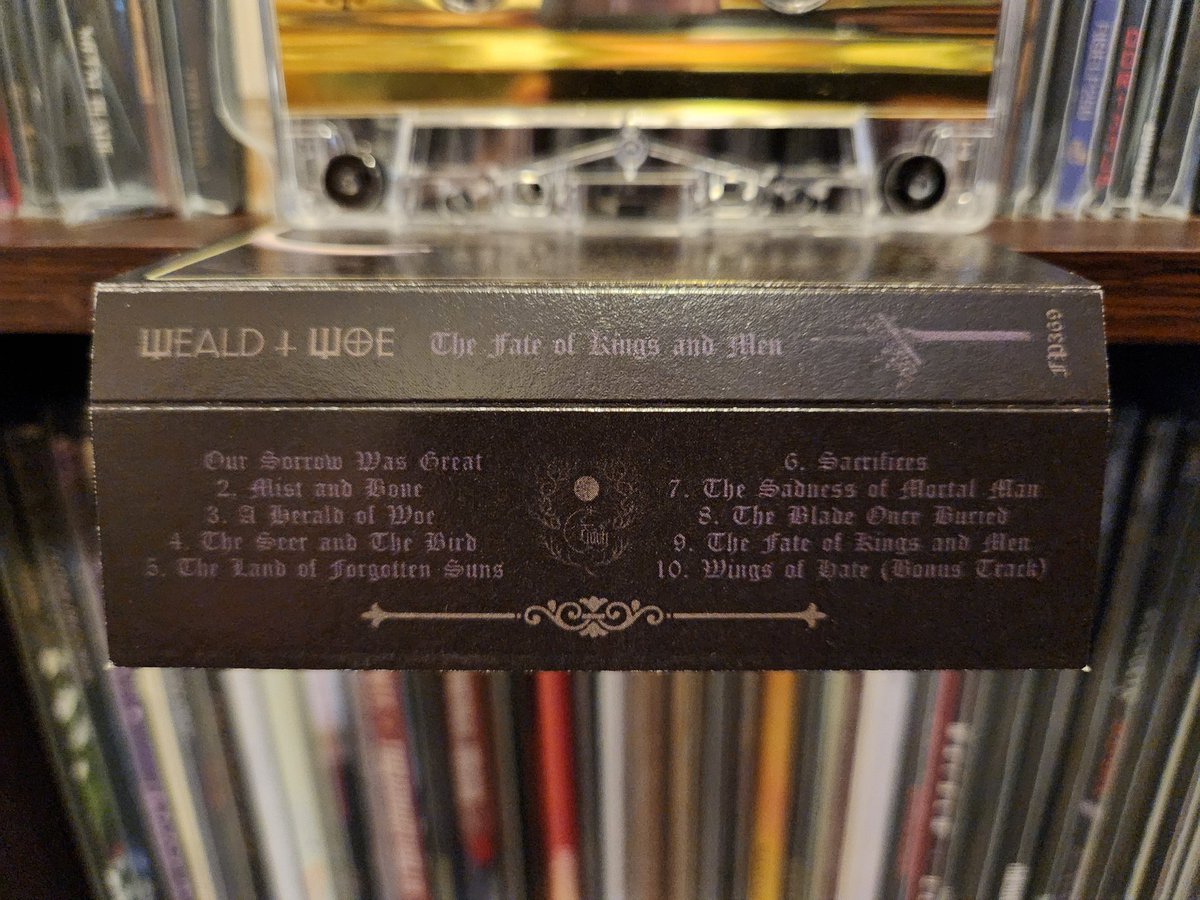 WEALD + WOE The Fate of Kings and Men FP369
Our Sorrow Was Great
2. Mist and Bone
3. A Herald of Woe
4. The Seer and The Bird
5. The Land of Forgotten Suns
6. Sacrifices
7. The Sadness of Mortal Man
8. The Blade Once Buried
9. The Fate of Kings and Men
10. Wings of Hate (Bonus Track)